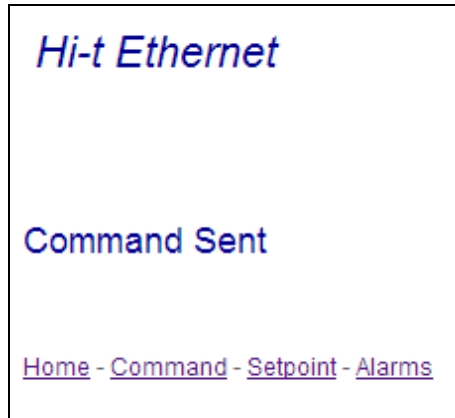 Hi-t Ethernet
Command Sent
Home - Command - Setpoint - Alarms